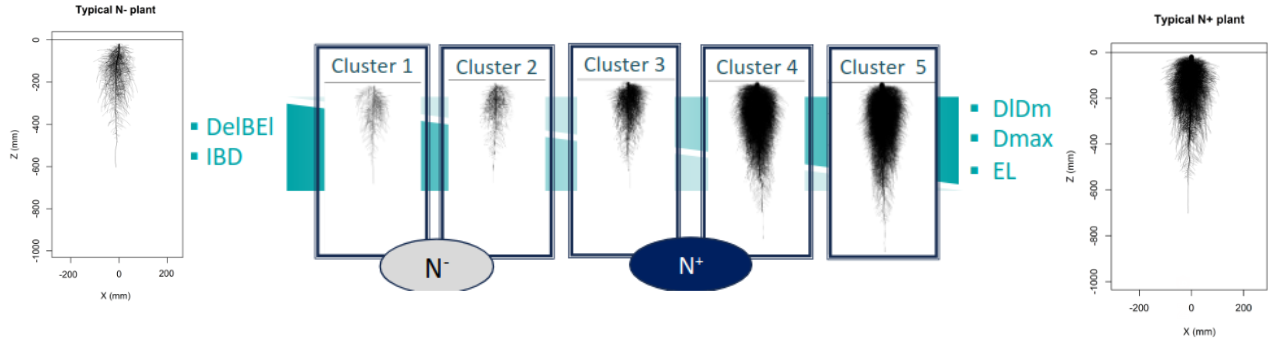 Typical N- plant
0
-200
-400
-600
-800
-1000
Z (mm)
-200 0 200
X (mm)
▪ DelBEl
▪ IBD
Cluster 1
Cluster 2
Cluster 3
Cluster 4
Cluster 5
N-
N+
▪ DlDm
▪ Dmax
▪ EL
Typical N+ plant
0
-200
-400
-600
-800
-1000
Z (mm)
-200 0 200
X (mm)